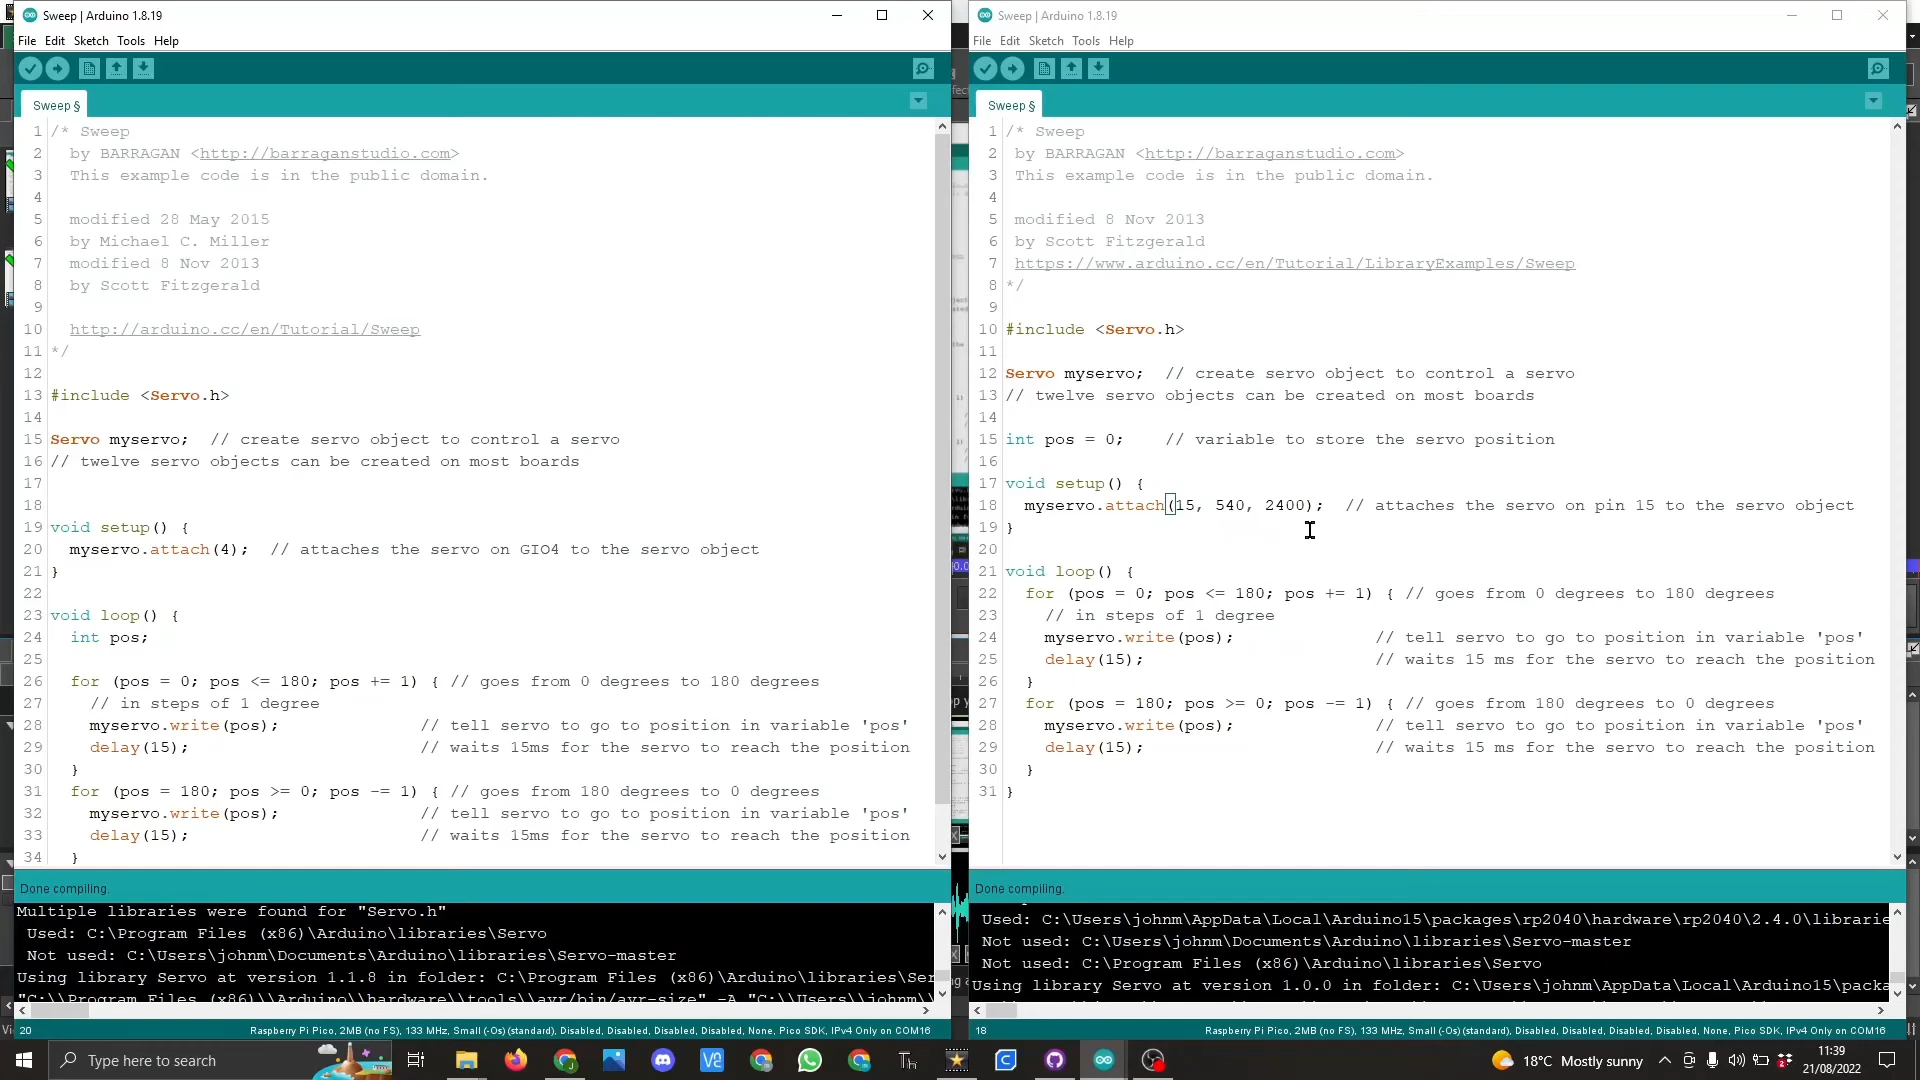 Sweep | Arduino 1.8.19
File Edit Sketch Tools Help
Sweep §
1 /* Sweep
2 by BARRAGAN <http://barraganstudio.com>
3 This example code is in the public domain.
4
5 modified 28 May 2015
6 by Michael C. Miller
7 modified 8 Nov 2013
8 by Scott Fitzgerald
9
10 http://arduino.cc/en/Tutorial/Sweep
11 */
12
13 #include <Servo.h>
14
15 Servo myservo;  // create servo object to control a servo
16 // twelve servo objects can be created on most boards
17
18
19 void setup() {
20 myservo.attach(4);  // attaches the servo on GIO4 to the servo object
21 }
22
23 void loop() {
24 int pos;
25
26 for (pos = 0; pos <= 180; pos += 1) { // goes from 0 degrees to 180 degrees
27 // in steps of 1 degree
28 myservo.write(pos); // tell servo to go to position in variable 'pos'
29 delay(15); // waits 15ms for the servo to reach the position
30 }
31 for (pos = 180; pos >= 0; pos -= 1) { // goes from 180 degrees to 0 degrees
32 myservo.write(pos); // tell servo to go to position in variable 'pos'
33 delay(15); // waits 15ms for the servo to reach the position
34 }
Done compiling.
Multiple libraries were found for "Servo.h"
Used: C:\Program Files (x86)\Arduino\libraries\Servo
Not used: C:\Users\johnm\Documents\Arduino\libraries\Servo-master
Using library Servo at version 1.1.8 in folder: C:\Program Files (x86)\Arduino\libraries\Ser
"C:\\Program Files (x86)\\Arduino\\hardware\\tools\\avr/bin/avr-size" -A "C:\\Users\\johnm\\
20 Raspberry Pi Pico, 2MB (no FS), 133 MHz, Small (-Os) (standard), Disabled, Disabled, Disabled, Disabled, None, Pico SDK, IPv4 Only on COM16
Sweep | Arduino 1.8.19
File Edit Sketch Tools Help
Sweep §
1 /* Sweep
2 by BARRAGAN <http://barraganstudio.com>
3 This example code is in the public domain.
4
5 modified 8 Nov 2013
6 by Scott Fitzgerald
7 https://www.arduino.cc/en/Tutorial/LibraryExamples/Sweep
8 */
9
10 #include <Servo.h>
11
12 Servo myservo;  // create servo object to control a servo
13 // twelve servo objects can be created on most boards
14
15 int pos = 0;    // variable to store the servo position
16
17 void setup() {
18 myservo.attach(15, 540, 2400);  // attaches the servo on pin 15 to the servo object
19 }
20
21 void loop() {
22 for (pos = 0; pos <= 180; pos += 1) { // goes from 0 degrees to 180 degrees
23 // in steps of 1 degree
24 myservo.write(pos); // tell servo to go to position in variable 'pos'
25 delay(15); // waits 15 ms for the servo to reach the position
26 }
27 for (pos = 180; pos >= 0; pos -= 1) { // goes from 180 degrees to 0 degrees
28 myservo.write(pos); // tell servo to go to position in variable 'pos'
29 delay(15); // waits 15 ms for the servo to reach the position
30 }
31 }
Done compiling.
Used: C:\Users\johnm\AppData\Local\Arduino15\packages\rp2040\hardware\rp2040\2.4.0\librarie
Not used: C:\Users\johnm\Documents\Arduino\libraries\Servo-master
Not used: C:\Program Files (x86)\Arduino\libraries\Servo
Using library Servo at version 1.0.0 in folder: C:\Users\johnm\AppData\Local\Arduino15\packa
18 Raspberry Pi Pico, 2MB (no FS), 133 MHz, Small (-Os) (standard), Disabled, Disabled, Disabled, Disabled, None, Pico SDK, IPv4 Only on COM16
Type here to search
18°C Mostly sunny
11:39
21/08/2022